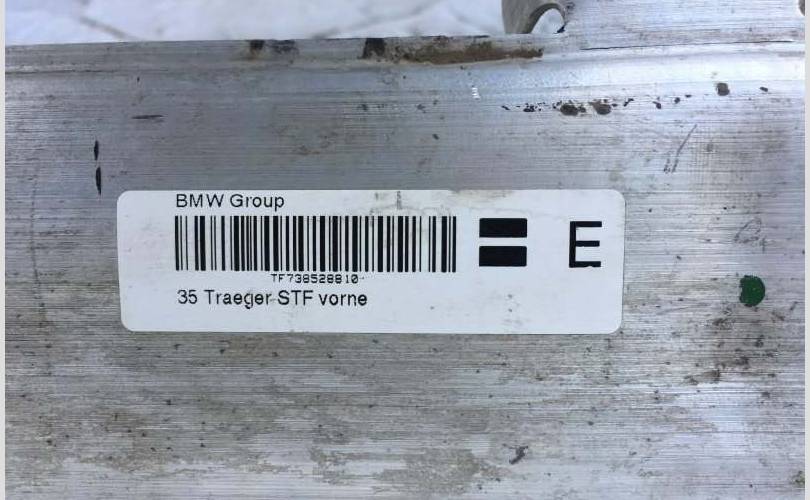 BMW Group
TF738528810
35 Traeger STF vorne
E